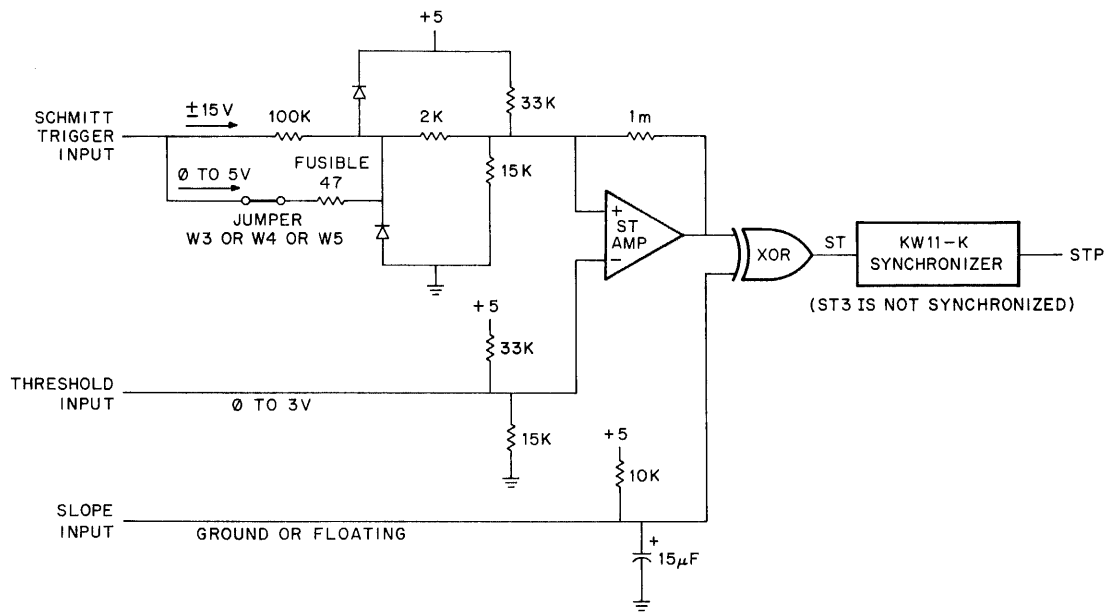 +5
±15V
SCHMITT
TRIGGER
INPUT
100K
2K
33K
1m
Ø TO 5V
FUSIBLE
47
15K
JUMPER
W3 OR W4 OR W5
+
ST
AMP
−
XOR
ST
KW11-K
SYNCHRONIZER
STP
(ST3 IS NOT SYNCHRONIZED)
+5
33K
THRESHOLD
INPUT
Ø TO 3V
15K
+5
10K
SLOPE
INPUT
GROUND OR FLOATING
+
15μF